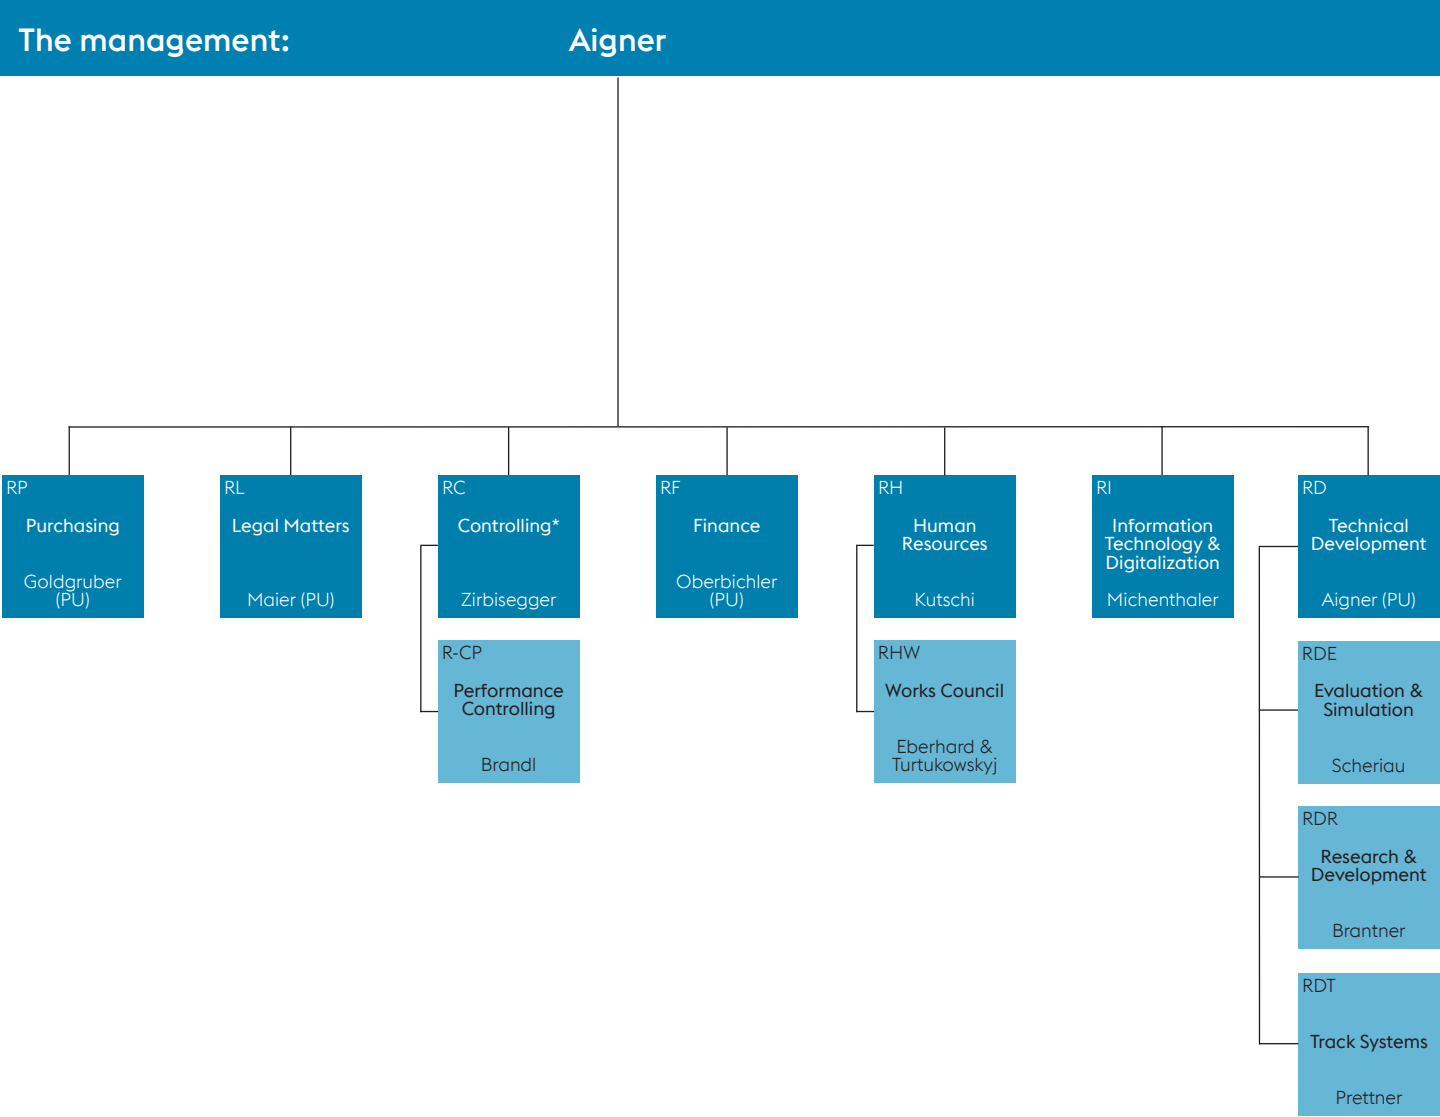 The management: Aigner
RP
Purchasing
Goldgruber
(PU)
RL
Legal Matters
Maier (PU)
RC
Controlling*
Zirbisegger
RF
Finance
Oberbichler
(PU)
RH
Human
Resources
Kutschi
RI
Information
Technology &
Digitalization
Michenthaler
RD
Technical
Development
Aigner (PU)
R-CP
Performance
Controlling
Brandl
RHW
Works Council
Eberhard &
Turtukowskyj
RDE
Evaluation &
Simulation
Scheriau
RDR
Research &
Development
Brantner
RDT
Track Systems
Prettner